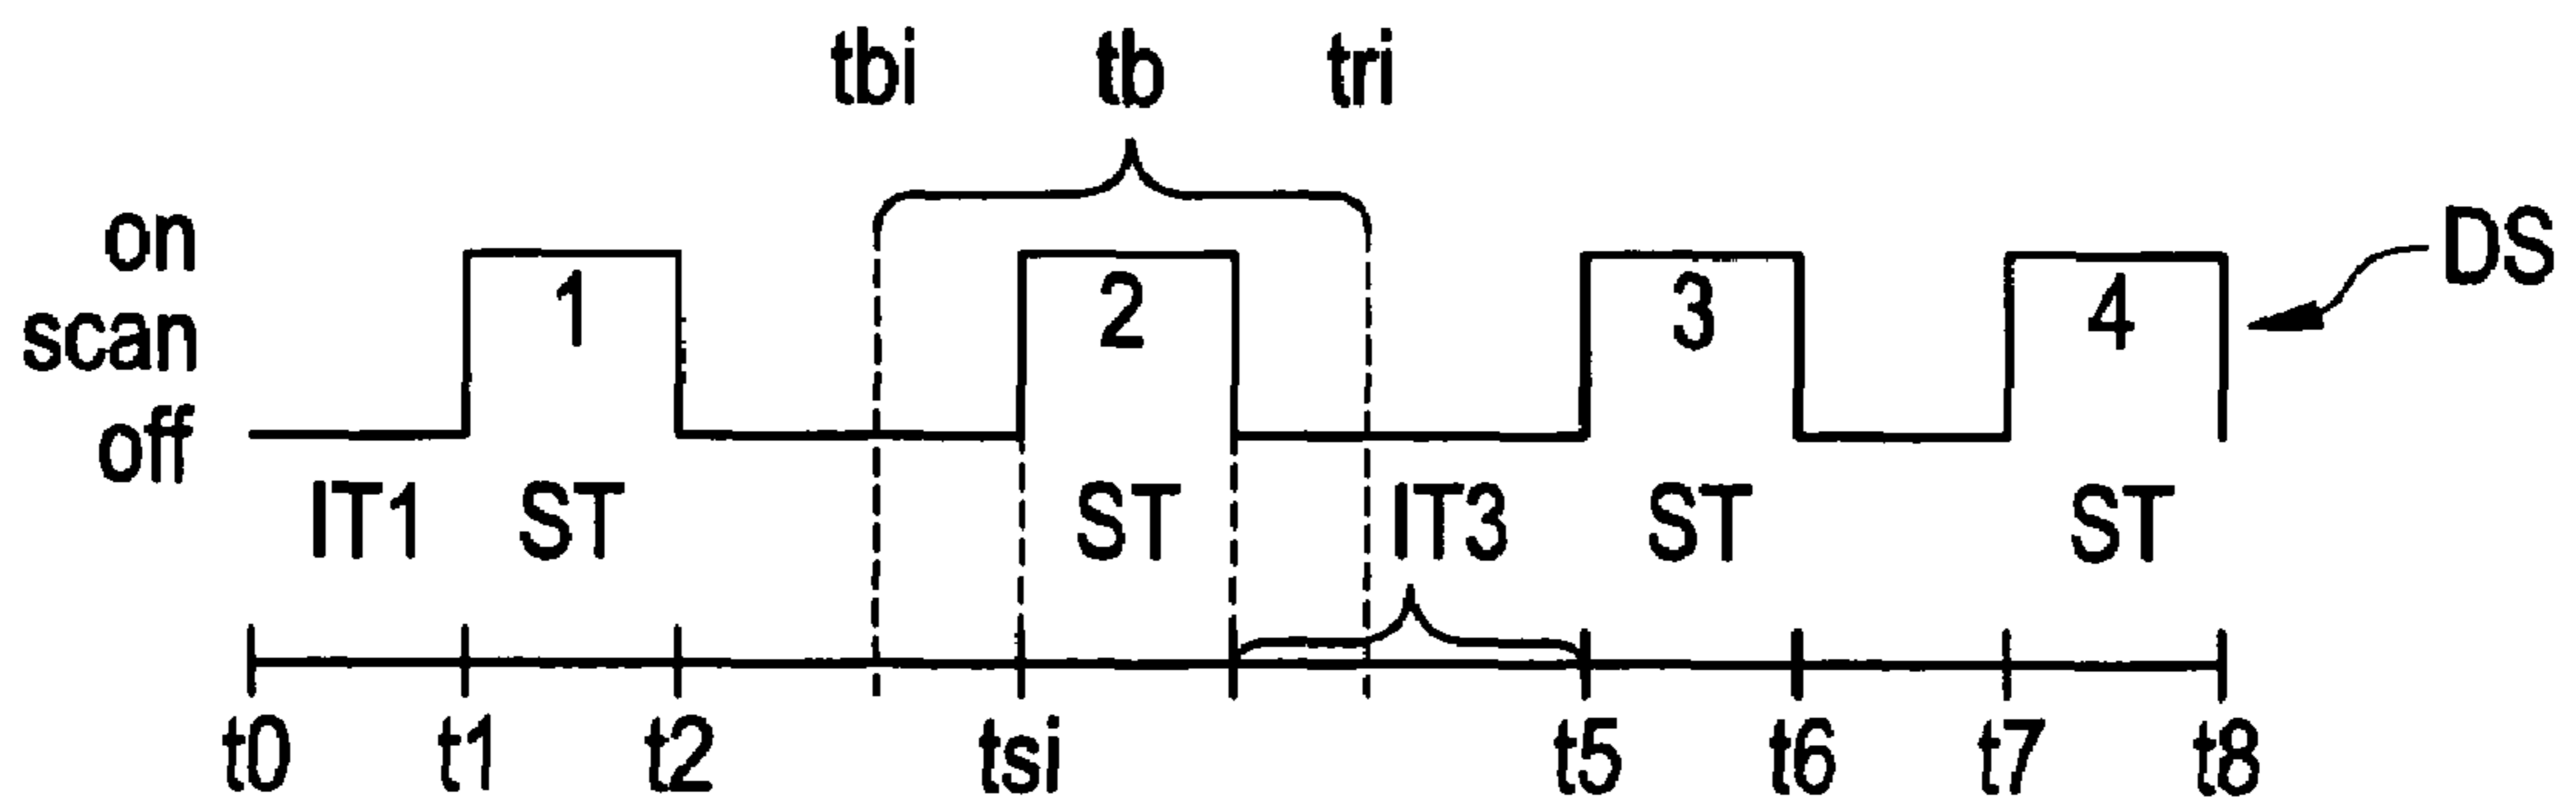 tbi tb tri
on
scan
off
1 2 3 4
DS
IT1 ST ST IT3 ST ST
t0 t1 t2 tsi t5 t6 t7 t8